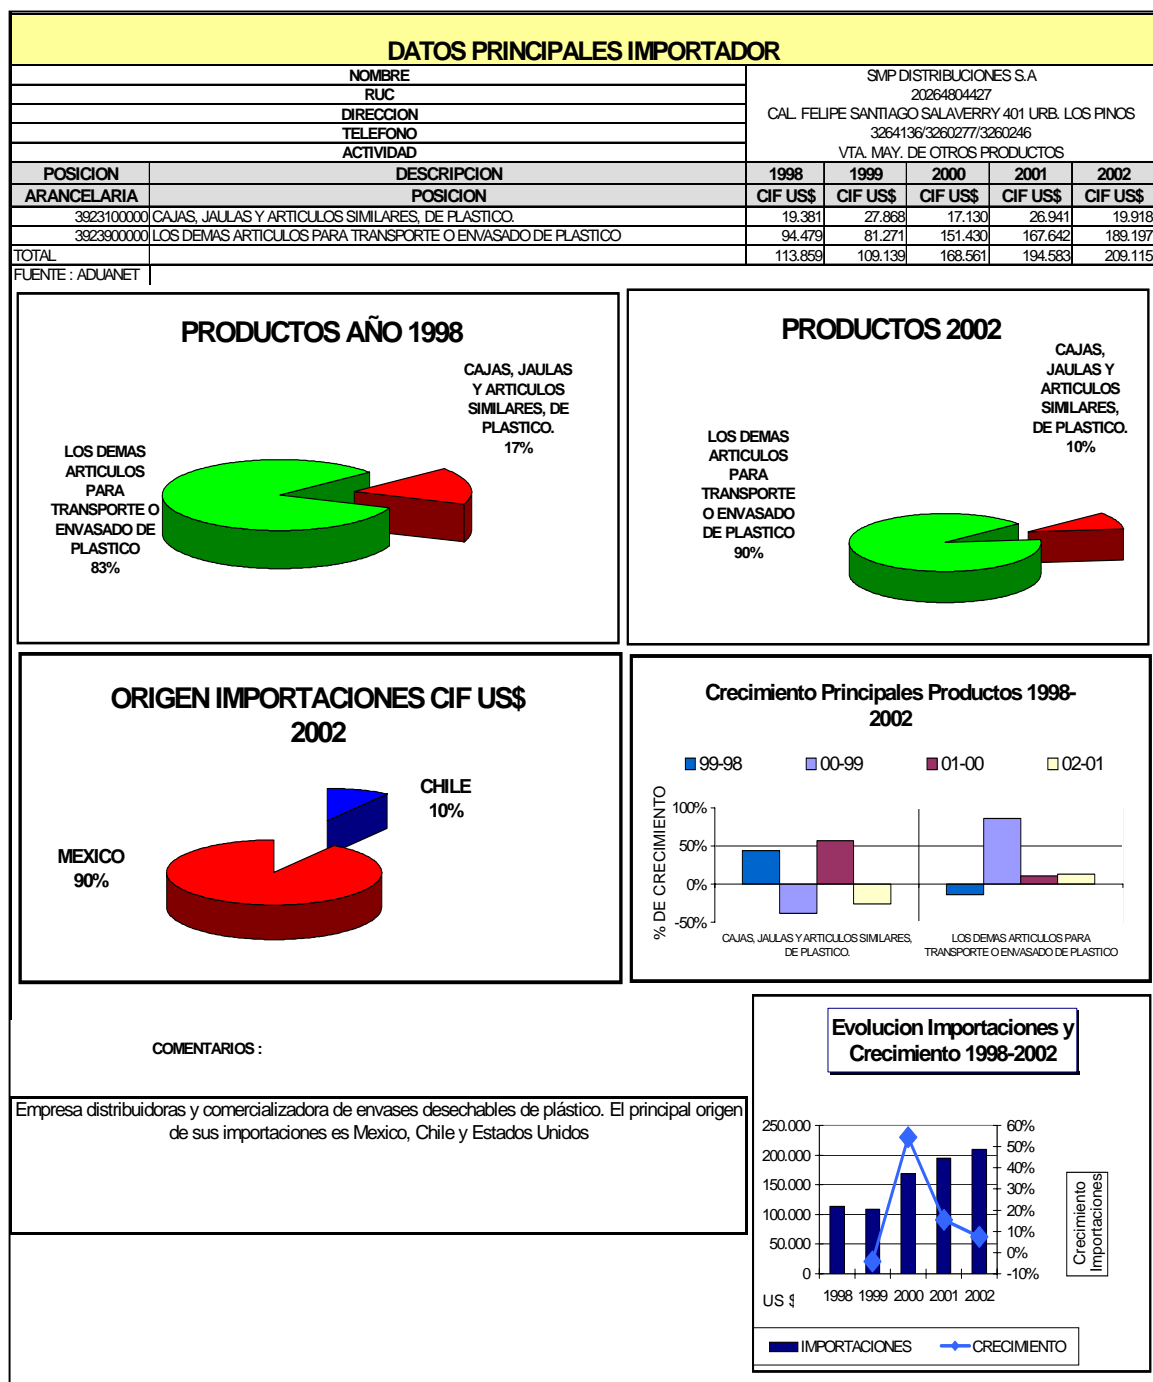 DATOS PRINCIPALES IMPORTADOR
NOMBRE SMP DISTRIBUCIONES S.A
RUC 20264804427
DIRECCION CAL. FELIPE SANTIAGO SALAVERRY 401 URB. LOS PINOS
TELEFONO 3264136/3260277/3260246
ACTIVIDAD VTA. MAY. DE OTROS PRODUCTOS
POSICION DESCRIPCION 1998 1999 2000 2001 2002
ARANCELARIA POSICION CIF US$ CIF US$ CIF US$ CIF US$ CIF US$
3923100000 CAJAS, JAULAS Y ARTICULOS SIMILARES, DE PLASTICO. 19.381 27.868 17.130 26.941 19.918
3923900000 LOS DEMAS ARTICULOS PARA TRANSPORTE O ENVASADO DE PLASTICO 94.479 81.271 151.430 167.642 189.197
TOTAL 113.859 109.139 168.561 194.583 209.115
FUENTE : ADUANET
PRODUCTOS AÑO 1998
CAJAS, JAULAS
Y ARTICULOS
SIMILARES, DE
PLASTICO.
17%
LOS DEMAS
ARTICULOS
PARA
TRANSPORTE O
ENVASADO DE
PLASTICO
83%
PRODUCTOS 2002
CAJAS,
JAULAS Y
ARTICULOS
SIMILARES,
DE PLASTICO.
10%
LOS DEMAS
ARTICULOS
PARA
TRANSPORTE
O ENVASADO
DE PLASTICO
90%
ORIGEN IMPORTACIONES CIF US$
2002
CHILE
10%
MEXICO
90%
Crecimiento Principales Productos 1998-
2002
99-98 00-99 01-00 02-01
% DE CRECIMIENTO
100%
50%
0%
-50%
CAJAS, JAULAS Y ARTICULOS SIMILARES,
DE PLASTICO.
LOS DEMAS ARTICULOS PARA
TRANSPORTE O ENVASADO DE PLASTICO
COMENTARIOS :
Empresa distribuidoras y comercializadora de envases desechables de plástico. El principal origen
de sus importaciones es Mexico, Chile y Estados Unidos
Evolucion Importaciones y
Crecimiento 1998-2002
250.000
200.000
150.000
100.000
50.000
0
60%
50%
40%
30%
20%
10%
0%
-10%
Crecimiento
Importaciones
US $
1998 1999 2000 2001 2002
IMPORTACIONES CRECIMIENTO